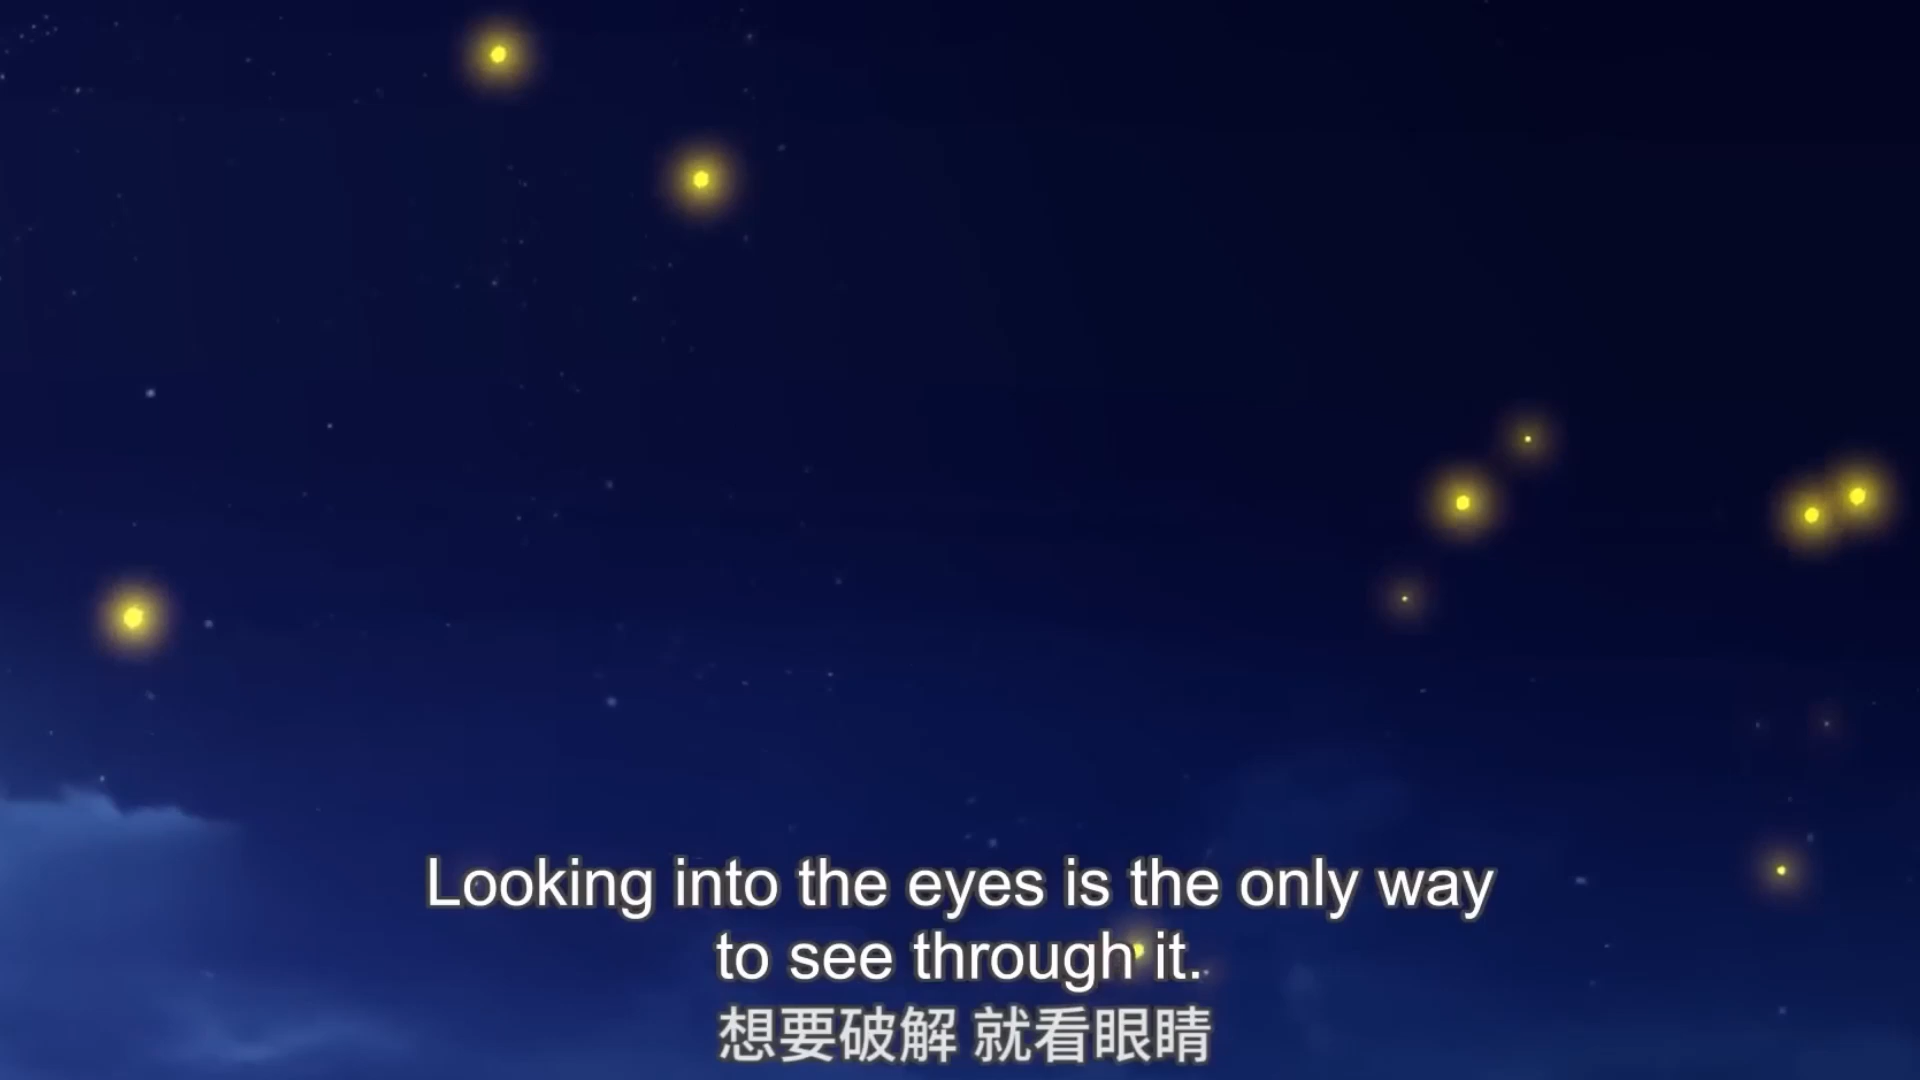 Looking into the eyes is the only way
to see through it.
想要破解 就看眼睛